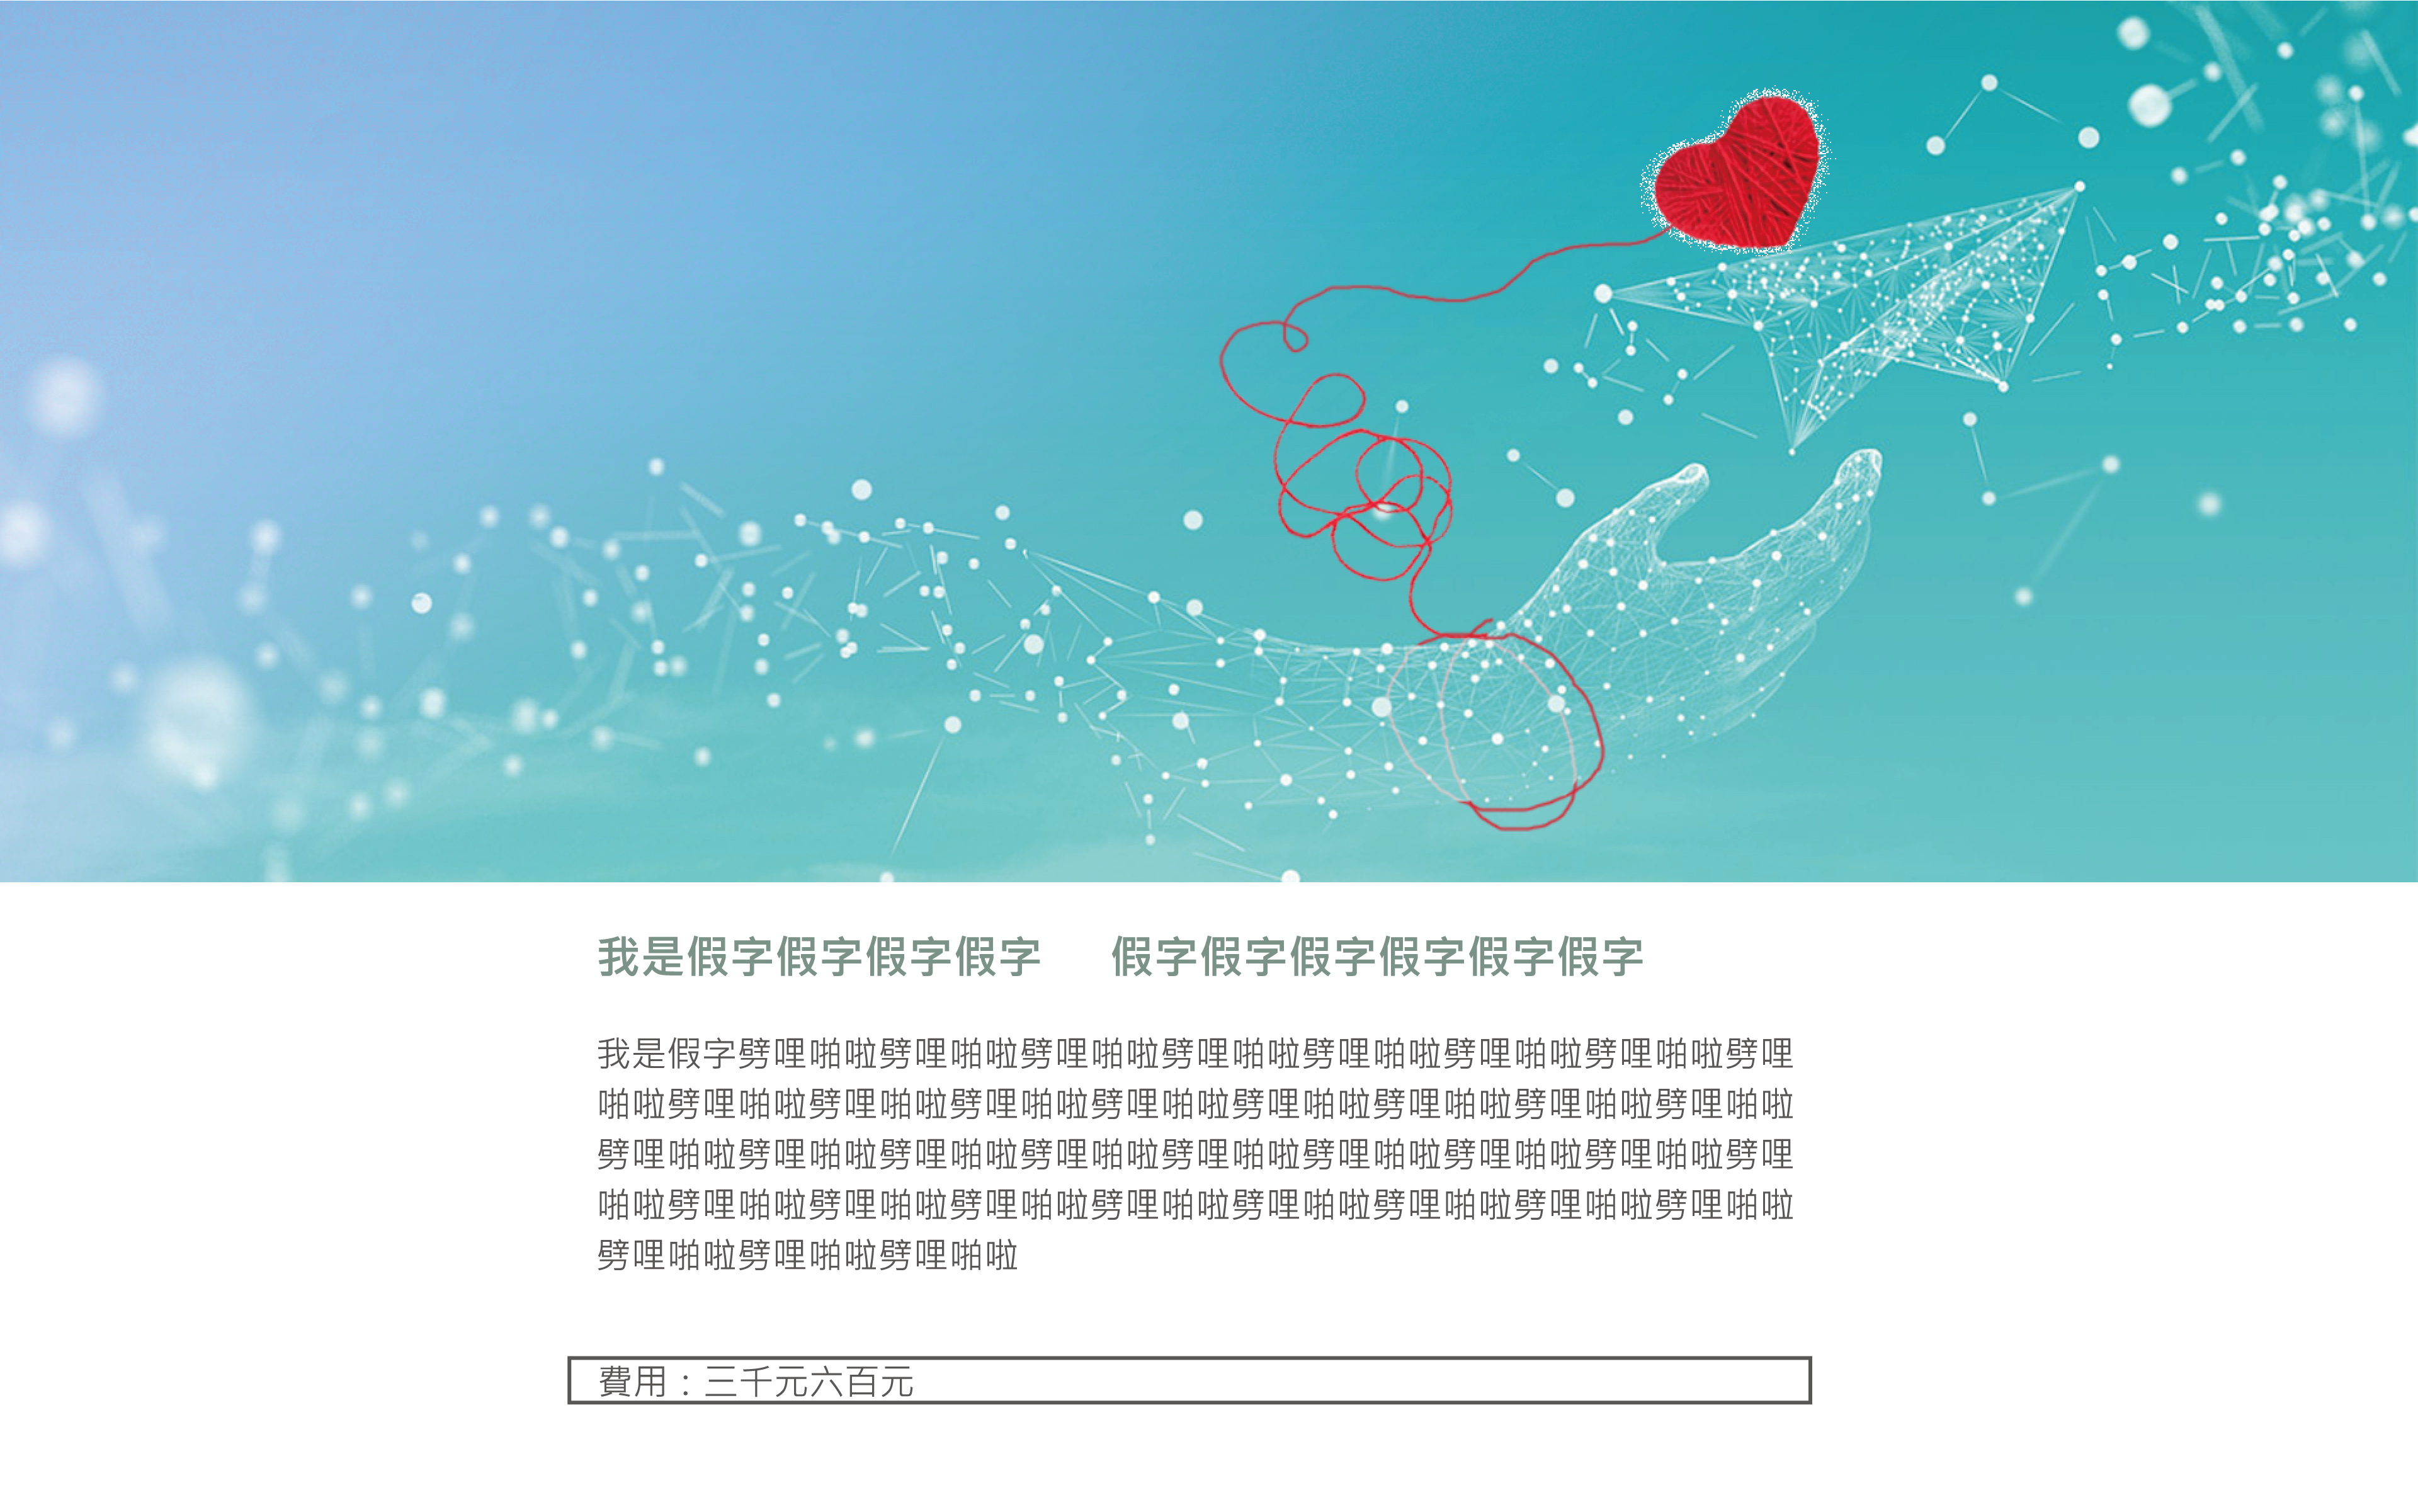 我是假字假字假字假字　假字假字假字假字假字假字
我是假字劈哩啪啦劈哩啪啦劈哩啪啦劈哩啪啦劈哩啪啦劈哩啪啦劈哩啪啦劈哩
啪啦劈哩啪啦劈哩啪啦劈哩啪啦劈哩啪啦劈哩啪啦劈哩啪啦劈哩啪啦劈哩啪啦
劈哩啪啦劈哩啪啦劈哩啪啦劈哩啪啦劈哩啪啦劈哩啪啦劈哩啪啦劈哩啪啦劈哩
啪啦劈哩啪啦劈哩啪啦劈哩啪啦劈哩啪啦劈哩啪啦劈哩啪啦劈哩啪啦劈哩啪啦
劈哩啪啦劈哩啪啦劈哩啪啦
費用：三千元六百元